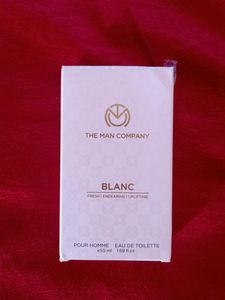 THE MAN COMPANY
BLANC
FRESH | ENDEARING | UPLIFTING
POUR HOMME EAU DE TOILETTE
e50 ml 1.69 fl.oz